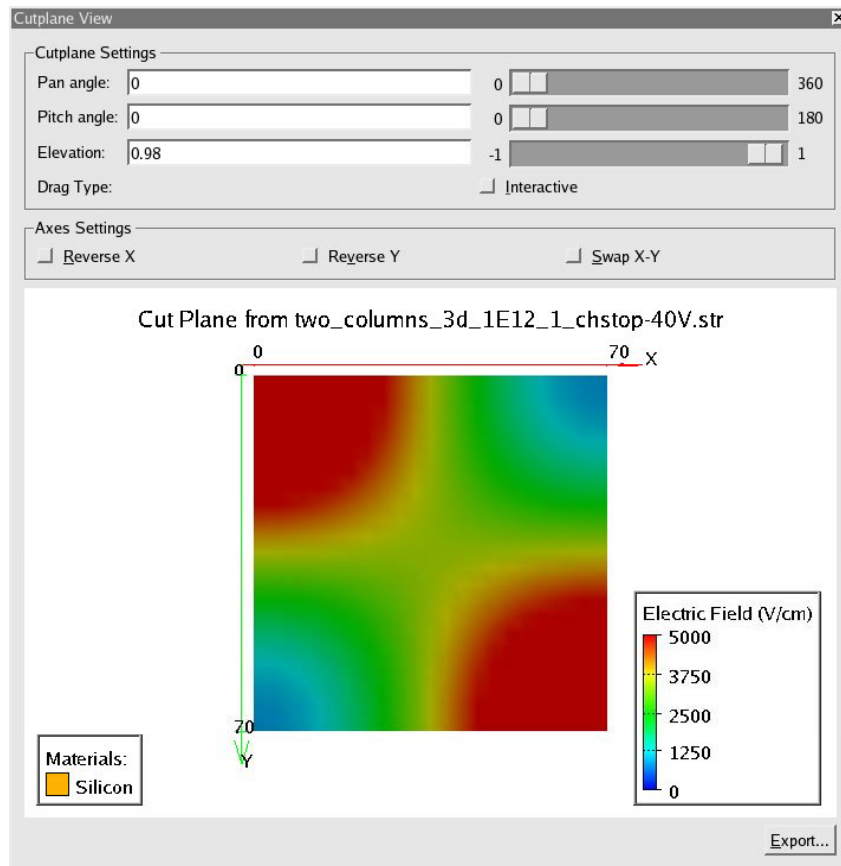 Cutplane View
Cutplane Settings
Pan angle: 0 0 360
Pitch angle: 0 0 180
Elevation: 0.98 -1 1
Drag Type: Interactive
Axes Settings
Reverse X Reverse Y Swap X-Y
Cut Plane from two_columns_3d_1E12_1_chstop-40V.str
0 70 X
0
Electric Field (V/cm)
5000
3750
2500
1250
0
70
Y
Materials:
Silicon
Export...